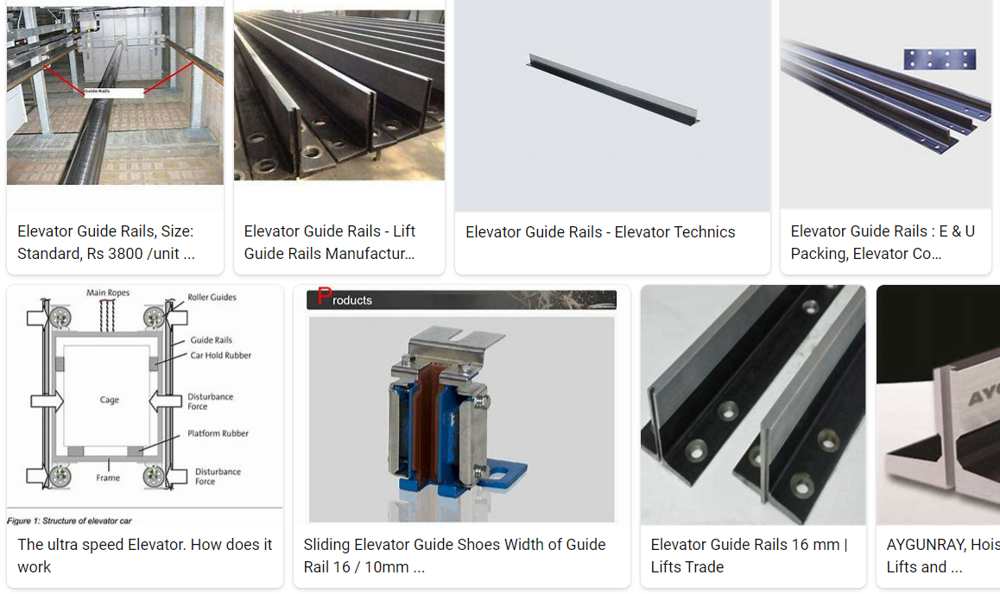 Guide Rails
Elevator Guide Rails, Size:
Standard, Rs 3800 /unit ...
Elevator Guide Rails - Lift
Guide Rails Manufactur...
Elevator Guide Rails - Elevator Technics
Elevator Guide Rails : E & U
Packing, Elevator Co...
Main Ropes
Roller Guides
Guide Rails
Car Hold Rubber
Cage
Disturbance
Force
Platform Rubber
Frame
Disturbance
Force
Figure 1: Structure of elevator car
The ultra speed Elevator. How does it
work
Products
Sliding Elevator Guide Shoes Width of Guide
Rail 16 / 10mm ...
Elevator Guide Rails 16 mm |
Lifts Trade
AYG
AYGUNRAY, Hois
Lifts and ...